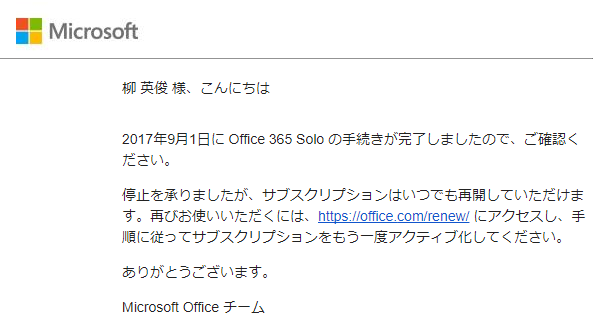 Microsoft
柳 英俊 様、こんにちは
2017年9月1日に Office 365 Solo の手続きが完了しましたので、ご確認く
ださい。
停止を承りましたが、サブスクリプションはいつでも再開していただけま
す。再びお使いいただくには、https://office.com/renew/ にアクセスし、手
順に従ってサブスクリプションをもう一度アクティブ化してください。
ありがとうございます。
Microsoft Office チーム